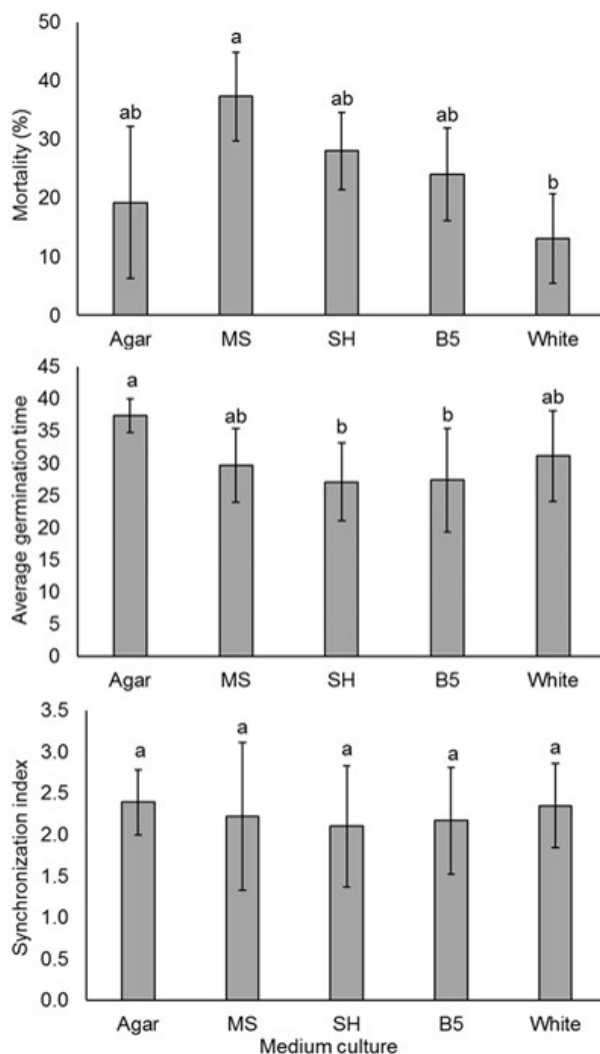 Mortality (%)
50
40
30
20
10
0
ab
a
ab
ab
b
Agar MS SH B5 White
Average germination time
45
40
35
30
25
20
15
10
5
0
a
ab
b
b
ab
Agar MS SH B5 White
Synchronization index
3.5
3.0
2.5
2.0
1.5
1.0
0.5
0.0
a
a
a
a
a
Agar MS SH B5 White
Medium culture